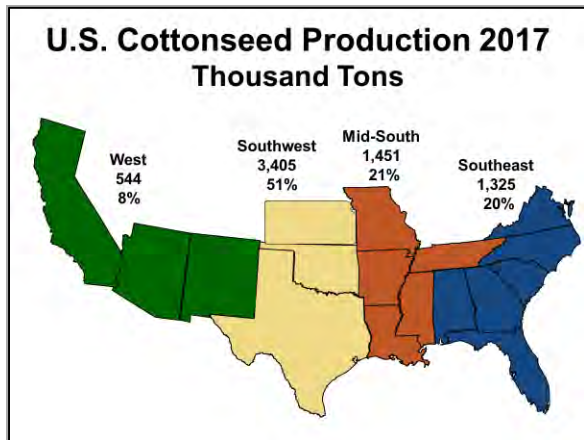 U.S. Cottonseed Production 2017
Thousand Tons
West
544
8%
Southwest
3,405
51%
Mid-South
1,451
21%
Southeast
1,325
20%